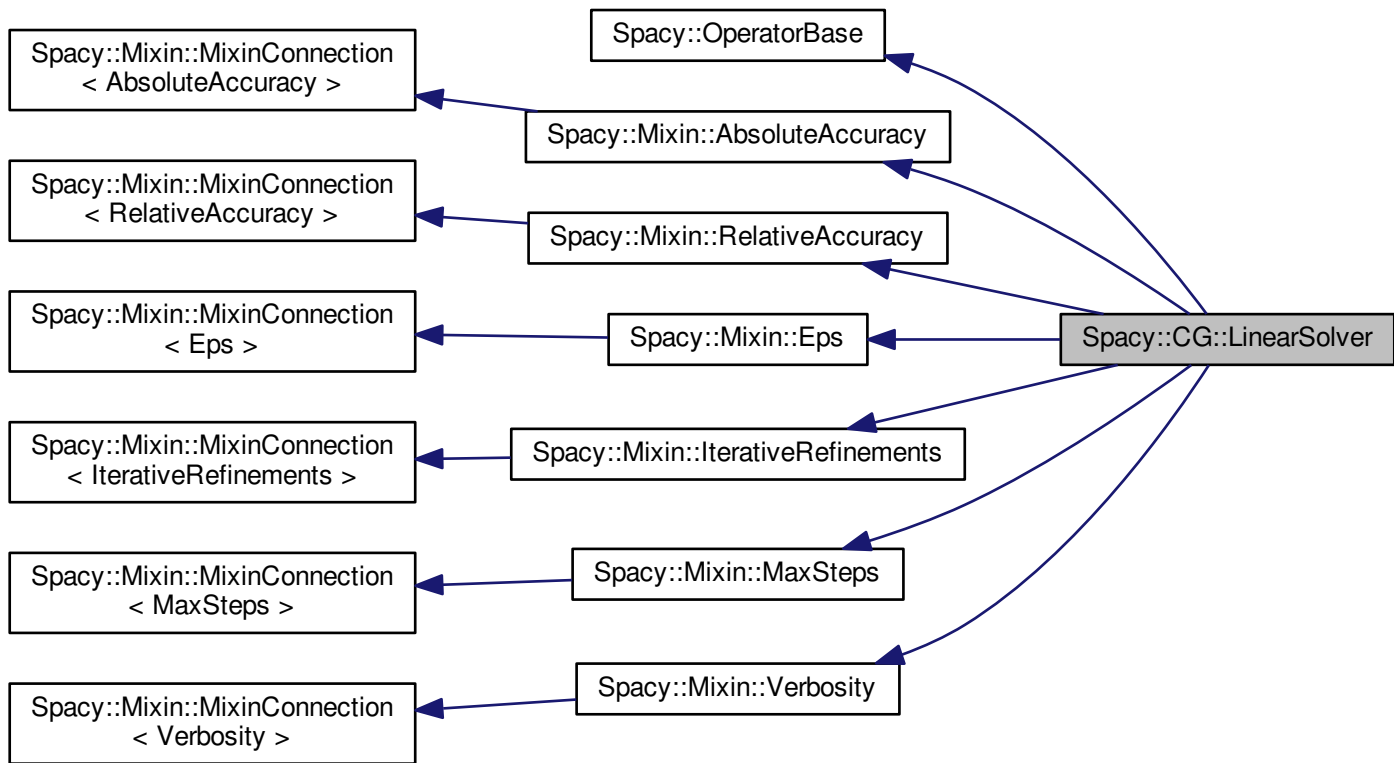 Spacy::OperatorBase
Spacy::Mixin::MixinConnection
< AbsoluteAccuracy >
Spacy::Mixin::AbsoluteAccuracy
Spacy::Mixin::MixinConnection
< RelativeAccuracy >
Spacy::Mixin::RelativeAccuracy
Spacy::Mixin::MixinConnection
< Eps >
Spacy::Mixin::Eps
Spacy::CG::LinearSolver
Spacy::Mixin::MixinConnection
< IterativeRefinements >
Spacy::Mixin::IterativeRefinements
Spacy::Mixin::MixinConnection
< MaxSteps >
Spacy::Mixin::MaxSteps
Spacy::Mixin::MixinConnection
< Verbosity >
Spacy::Mixin::Verbosity